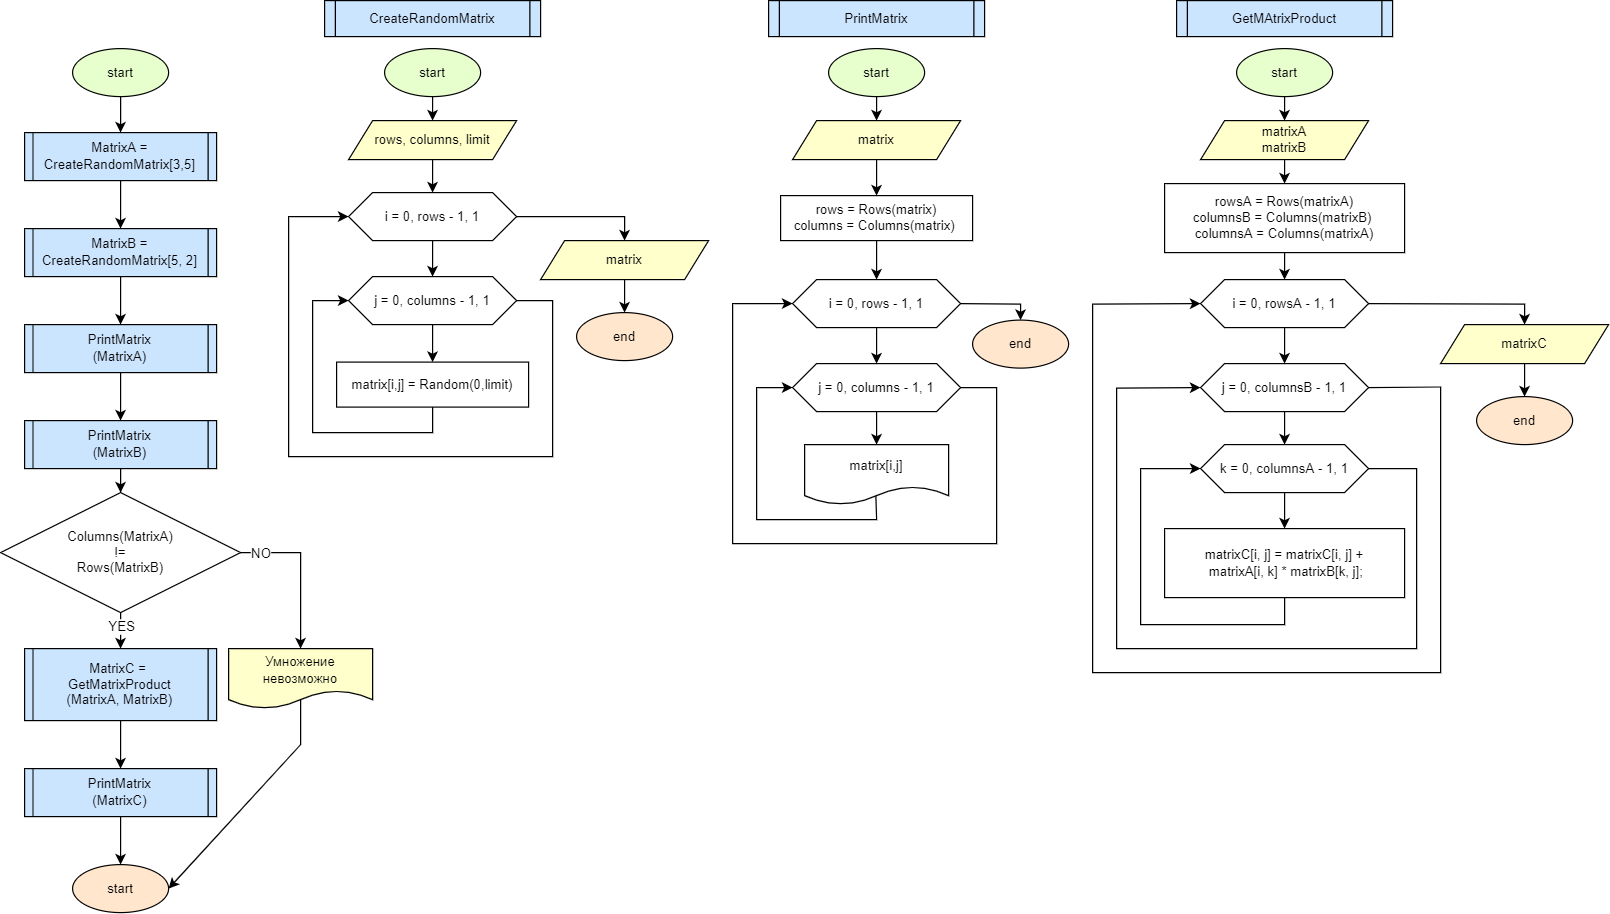 start
MatrixA =
CreateRandomMatrix[3,5]
MatrixB =
CreateRandomMatrix[5, 2]
PrintMatrix
(MatrixA)
PrintMatrix
(MatrixB)
Columns(MatrixA)
!=
Rows(MatrixB)
NO
YES
MatrixC =
GetMatrixProduct
(MatrixA, MatrixB)
Умножение
невозможно
PrintMatrix
(MatrixC)
start
CreateRandomMatrix
start
rows, columns, limit
i = 0, rows - 1, 1
matrix
j = 0, columns - 1, 1
end
matrix[i,j] = Random(0,limit)
PrintMatrix
start
matrix
rows = Rows(matrix)
columns = Columns(matrix)
i = 0, rows - 1, 1
end
j = 0, columns - 1, 1
matrix[i,j]
GetMAtrixProduct
start
matrixA
matrixB
rowsA = Rows(matrixA)
columnsB = Columns(matrixB)
columnsA = Columns(matrixA)
i = 0, rowsA - 1, 1
matrixC
j = 0, columnsB - 1, 1
end
k = 0, columnsA - 1, 1
matrixC[i, j] = matrixC[i, j] +
matrixA[i, k] * matrixB[k, j];